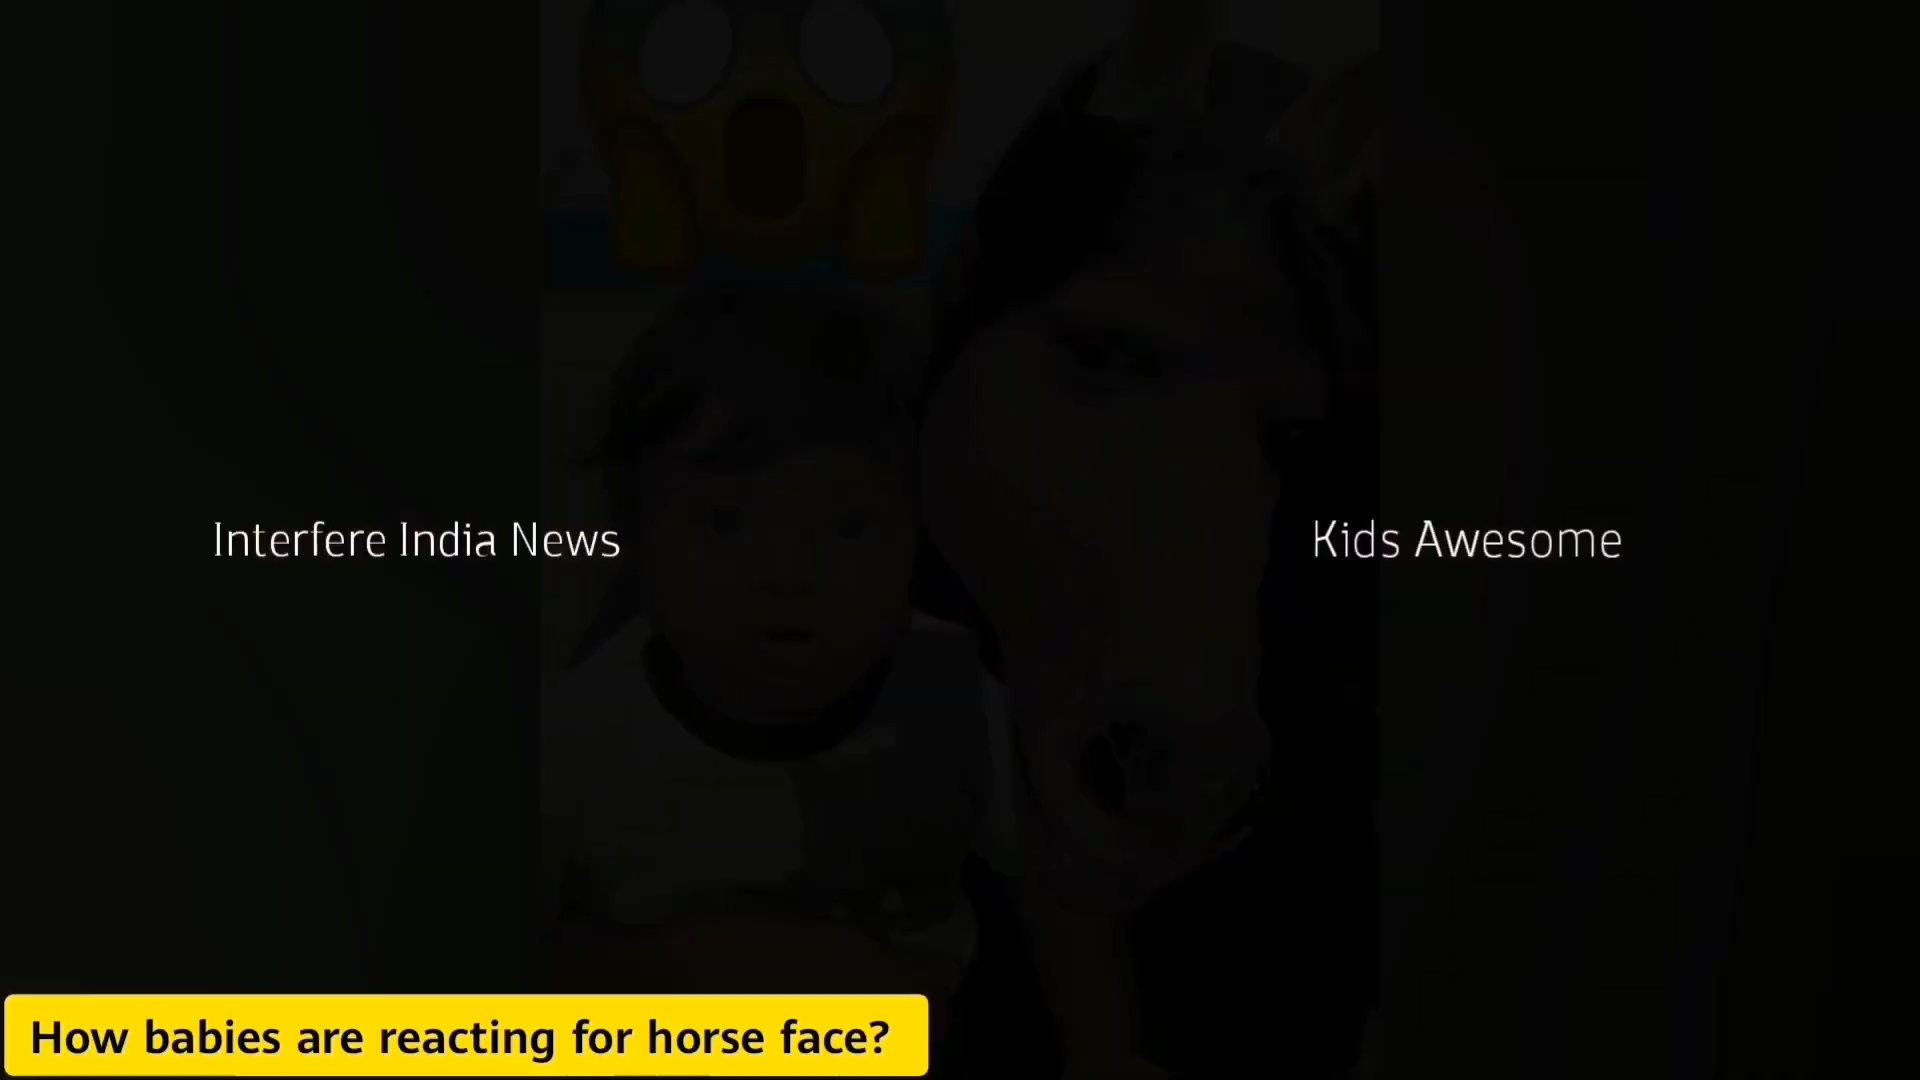 Interfere India News
Kids Awesome
How babies are reacting for horse face?